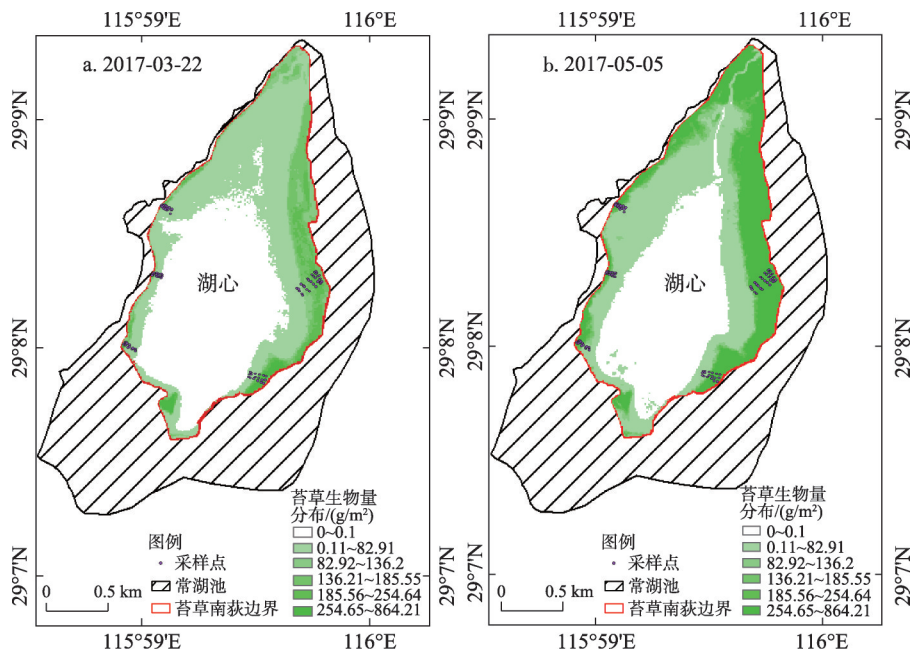 115°59′E 116°E 115°59′E 116°E
a. 2017-03-22
b. 2017-05-05
29°9′N 29°9′N 29°9′N
湖心
湖心
29°8′N 29°8′N 29°8′N
苔草生物量
分布/(g/m²)
0~0.1
0.11~82.91
82.92~136.2
136.21~185.55
185.56~254.64
254.65~864.21
图例
采样点
常湖池
苔草南荻边界
0 0.5 km
苔草生物量
分布/(g/m²)
0~0.1
0.11~82.91
82.92~136.2
136.21~185.55
185.56~254.64
254.65~864.21
图例
采样点
常湖池
苔草南荻边界
0 0.5 km
29°7′N 29°7′N 29°7′N
115°59′E 116°E 115°59′E 116°E